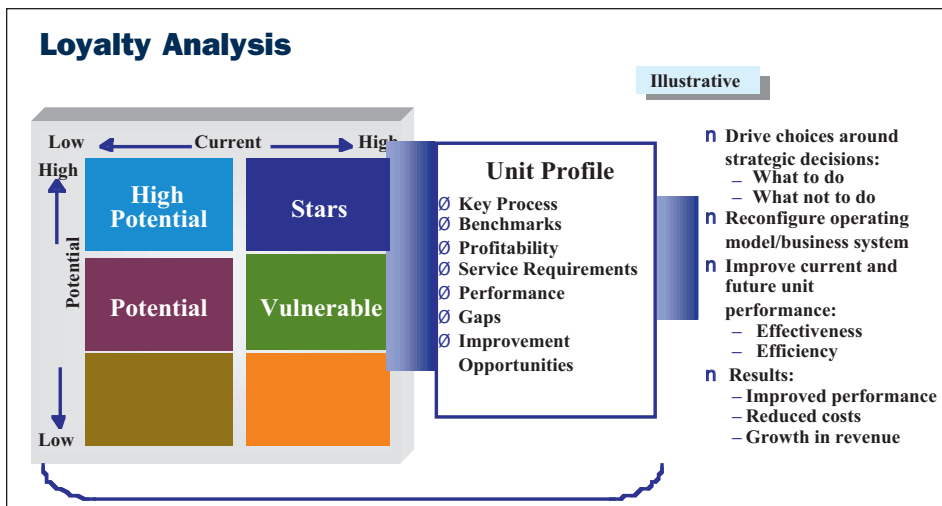 Loyalty Analysis
Illustrative
Low Current High
High
Potential
Low
High
Potential
Stars
Potential
Vulnerable
Unit Profile
Ø Key Process
Ø Benchmarks
Ø Profitability
Ø Service Requirements
Ø Performance
Ø Gaps
Ø Improvement
Opportunities
n Drive choices around
strategic decisions:
– What to do
– What not to do
n Reconfigure operating
model/business system
n Improve current and
future unit
performance:
– Effectiveness
– Efficiency
n Results:
– Improved performance
– Reduced costs
– Growth in revenue